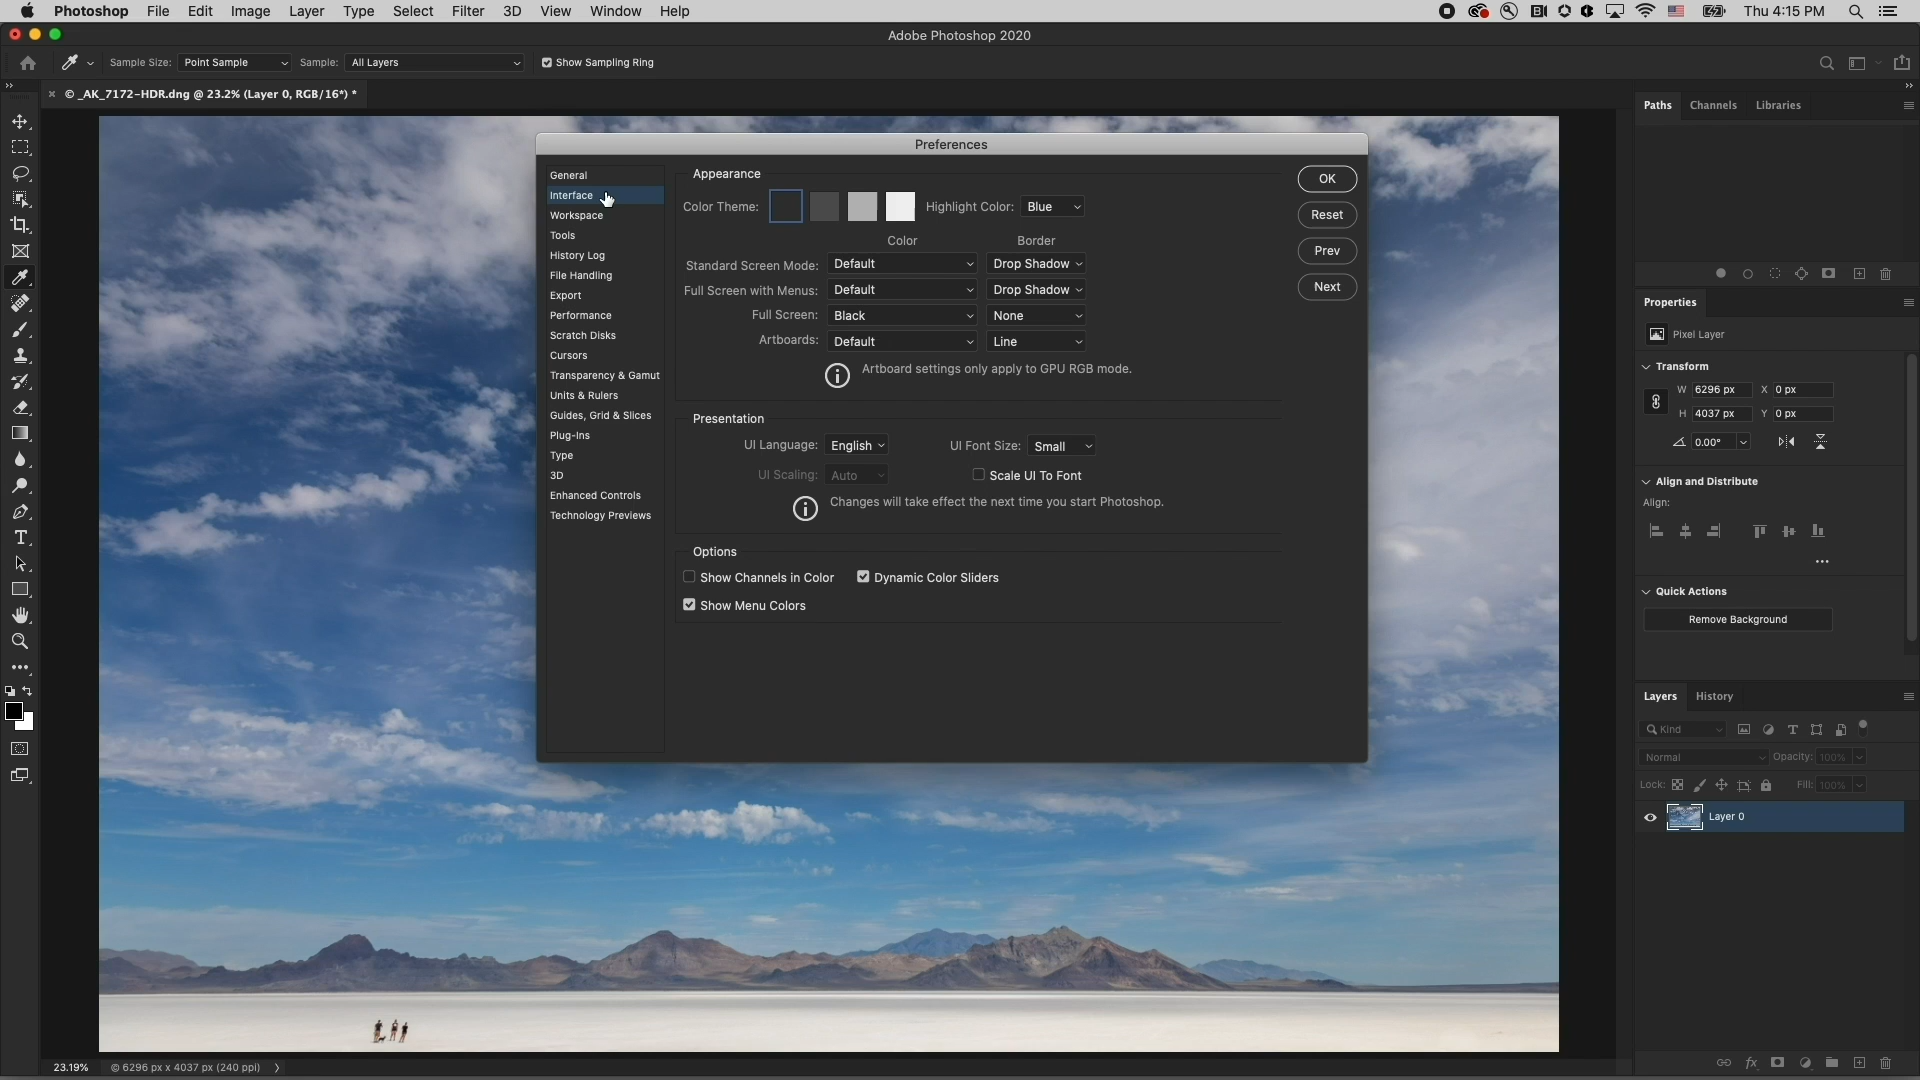 Photoshop File Edit Image Layer Type Select Filter 3D View Window Help
Thu 4:15 PM
Adobe Photoshop 2020
Sample Size: Point Sample Sample: All Layers Show Sampling Ring
© _AK_7172-HDR.dng @ 23.2% (Layer 0, RGB/16*) *
Preferences
General
Interface
Workspace
Tools
History Log
File Handling
Export
Performance
Scratch Disks
Cursors
Transparency & Gamut
Units & Rulers
Guides, Grid & Slices
Plug-Ins
Type
3D
Enhanced Controls
Technology Previews
Appearance
Color Theme: Highlight Color: Blue
Color Border
Standard Screen Mode: Default Drop Shadow
Full Screen with Menus: Default Drop Shadow
Full Screen: Black None
Artboards: Default Line
Artboard settings only apply to GPU RGB mode.
Presentation
UI Language: English UI Font Size: Small
UI Scaling: Auto Scale UI To Font
Changes will take effect the next time you start Photoshop.
Options
Show Channels in Color Dynamic Color Sliders
Show Menu Colors
OK
Reset
Prev
Next
Paths Channels Libraries
Properties
Pixel Layer
Transform
W 6296 px X 0 px
H 4037 px Y 0 px
0.00°
Align and Distribute
Align:
Quick Actions
Remove Background
Layers History
Kind
Normal Opacity: 100%
Lock: Fill: 100%
Layer 0
23.19% © 6296 px x 4037 px (240 ppi)